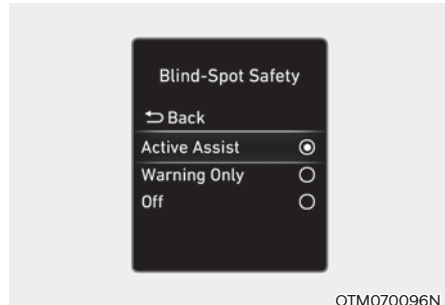 Blind-Spot Safety
Back
Active Assist
Warning Only
Off
OTM070096N